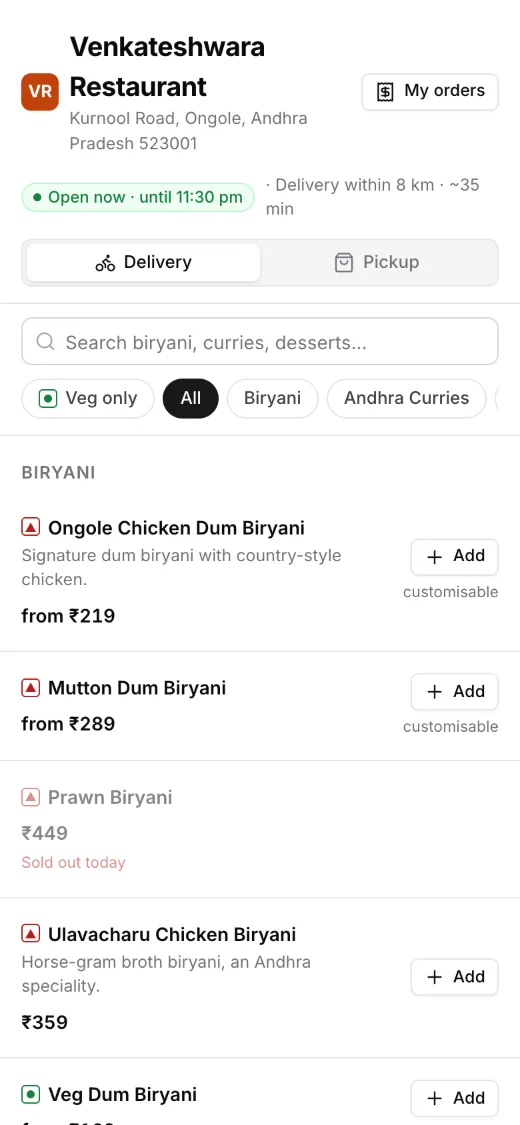 Venkateshwara
Restaurant
VR
Kurnool Road, Ongole, Andhra
Pradesh 523001
My orders
Open now · until 11:30 pm
· Delivery within 8 km · ~35
min
Delivery
Pickup
Search biryani, curries, desserts...
Veg only
All
Biryani
Andhra Curries
BIRYANI
Ongole Chicken Dum Biryani
Signature dum biryani with country-style
chicken.
from ₹219
Add
customisable
Mutton Dum Biryani
from ₹289
Add
customisable
Prawn Biryani
₹449
Sold out today
Ulavacharu Chicken Biryani
Horse-gram broth biryani, an Andhra
speciality.
₹359
Add
Veg Dum Biryani
Add